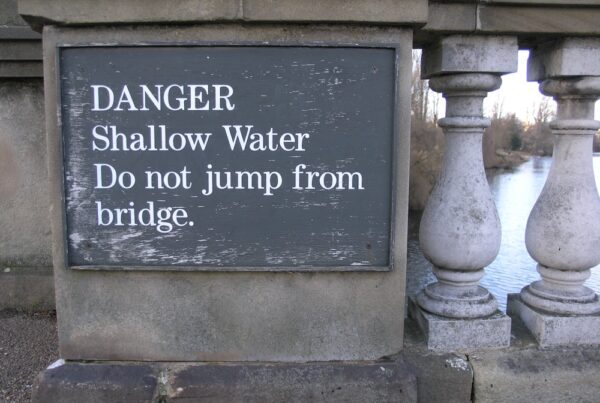 DANGER
Shallow Water
Do not jump from
bridge.